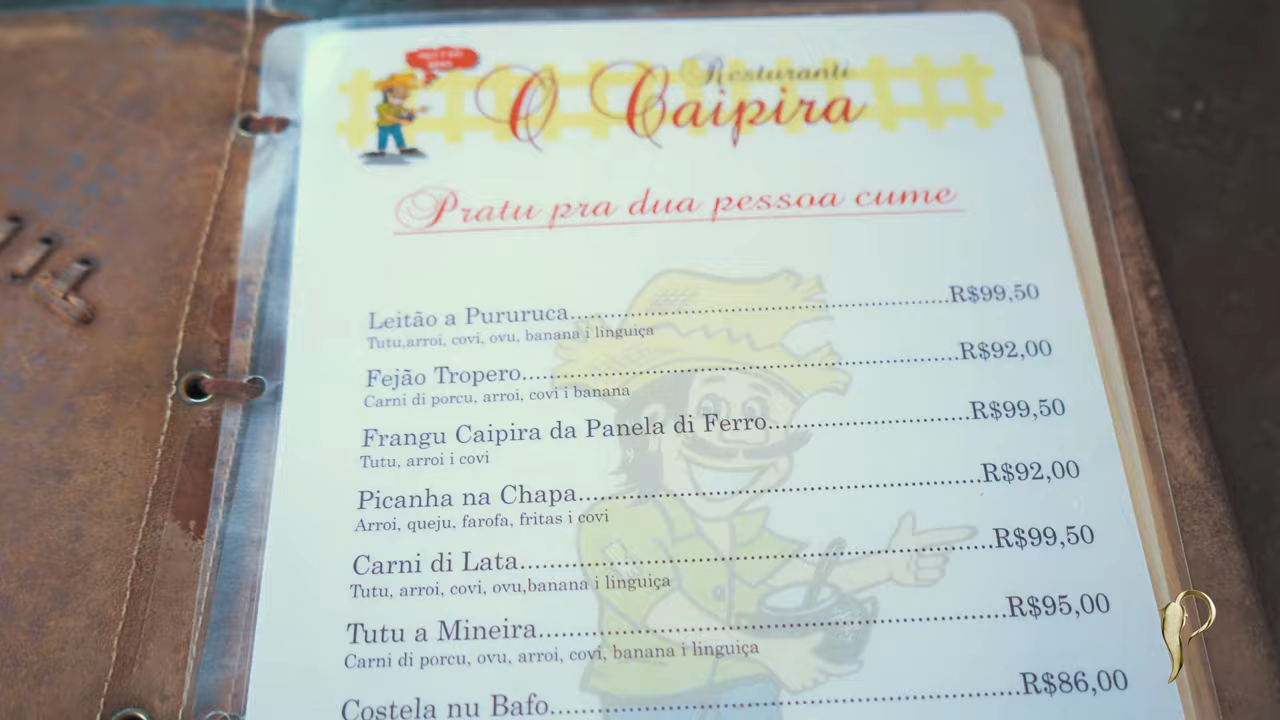 Resturanti
O Caipira
Pratu pra dua pessoa cume
Leitão a Pururuca...............................................................R$99,50
Tutu,arroi, covi, ovu, banana i linguiça
Fejão Tropero.......................................................................R$92,00
Carni di porcu, arroi, covi i banana
Frangu Caipira da Panela di Ferro..............................R$99,50
Tutu, arroi i covi
Picanha na Chapa................................................................R$92,00
Arroi, queju, farofa, fritas i covi
Carni di Lata..........................................................................R$99,50
Tutu, arroi, covi, ovu,banana i linguiça
Tutu a Mineira.......................................................................R$95,00
Carni di porcu, ovu, arroi, covi, banana i linguiça
Costela nu Bafo.....................................................................R$86,00